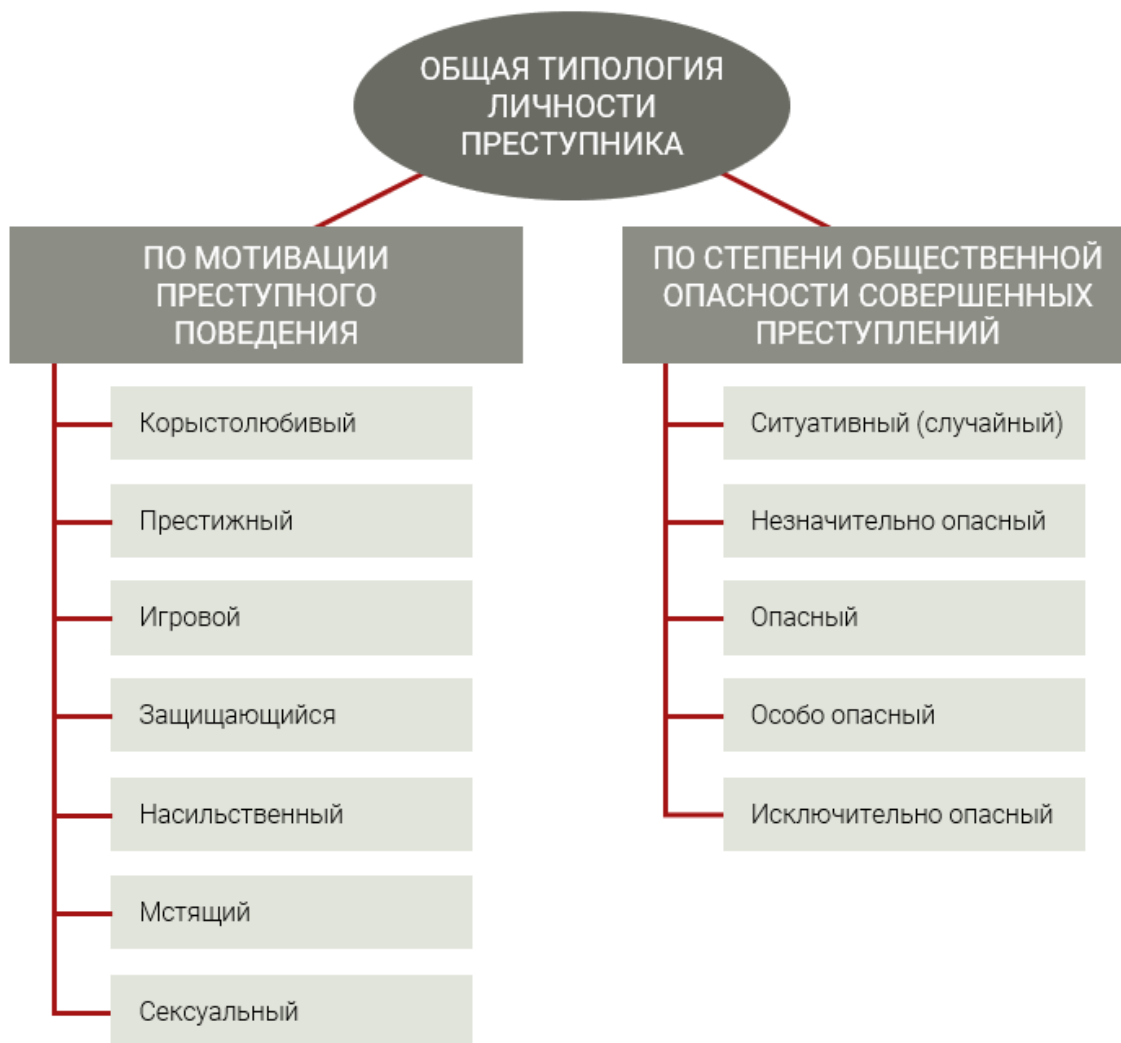 ОБЩАЯ ТИПОЛОГИЯ
ЛИЧНОСТИ
ПРЕСТУПНИКА
ПО МОТИВАЦИИ
ПРЕСТУПНОГО
ПОВЕДЕНИЯ
Корыстолюбивый
Престижный
Игровой
Защищающийся
Насильственный
Мстящий
Сексуальный
ПО СТЕПЕНИ ОБЩЕСТВЕННОЙ
ОПАСНОСТИ СОВЕРШЕННЫХ
ПРЕСТУПЛЕНИЙ
Ситуативный (случайный)
Незначительно опасный
Опасный
Особо опасный
Исключительно опасный